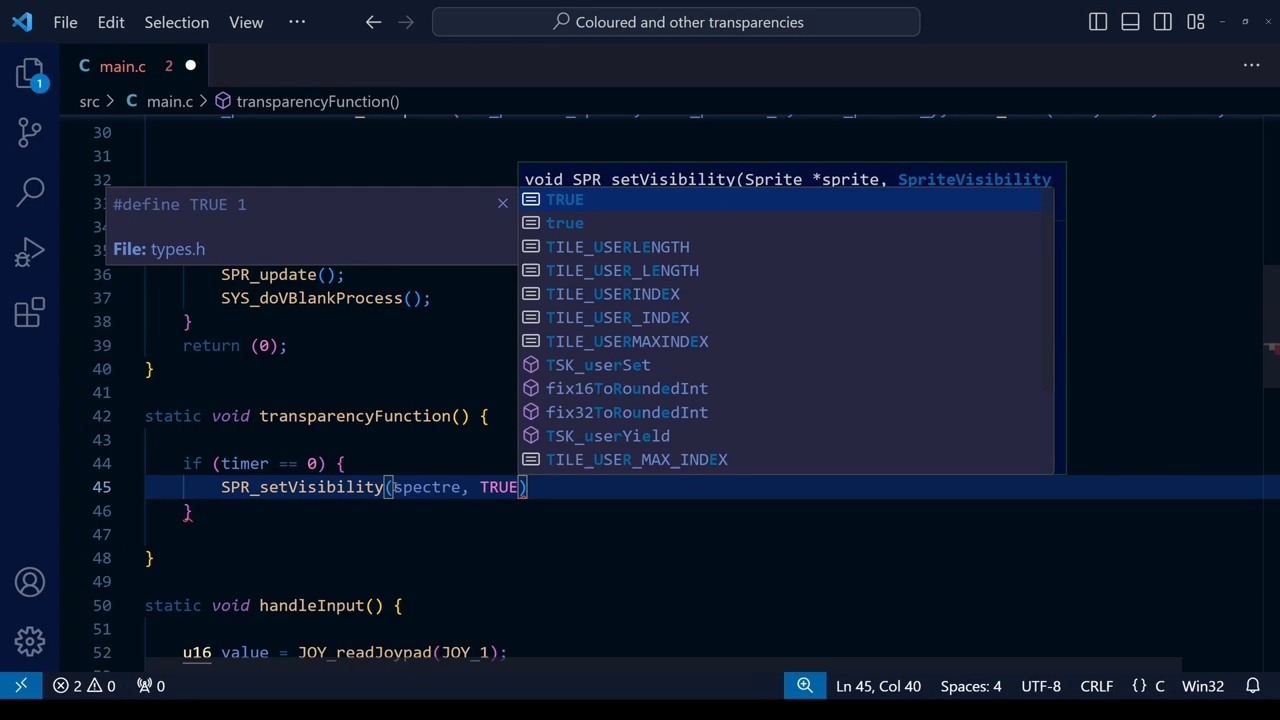 File Edit Selection View ··· Coloured and other transparencies
main.c 2
src > C main.c > transparencyFunction()
30
31
32 void SPR_setVisibility(Sprite *sprite, SpriteVisibility
#define TRUE 1
File: types.h
TRUE
true
TILE_USERLENGTH
TILE_USER_LENGTH
TILE_USERINDEX
TILE_USER_INDEX
TILE_USERMAXINDEX
TSK_userSet
fix16ToRoundedInt
fix32ToRoundedInt
TSK_userYield
TILE_USER_MAX_INDEX
36 SPR_update();
37 SYS_doVBlankProcess();
38 }
39 return (0);
40 }
41
42 static void transparencyFunction() {
43
44 if (timer == 0) {
45 SPR_setVisibility(spectre, TRUE)
46 }
47
48 }
49
50 static void handleInput() {
51
52 u16 value = JOY_readJoypad(JOY_1);
1
2 0 0 Ln 45, Col 40 Spaces: 4 UTF-8 CRLF {} C Win32